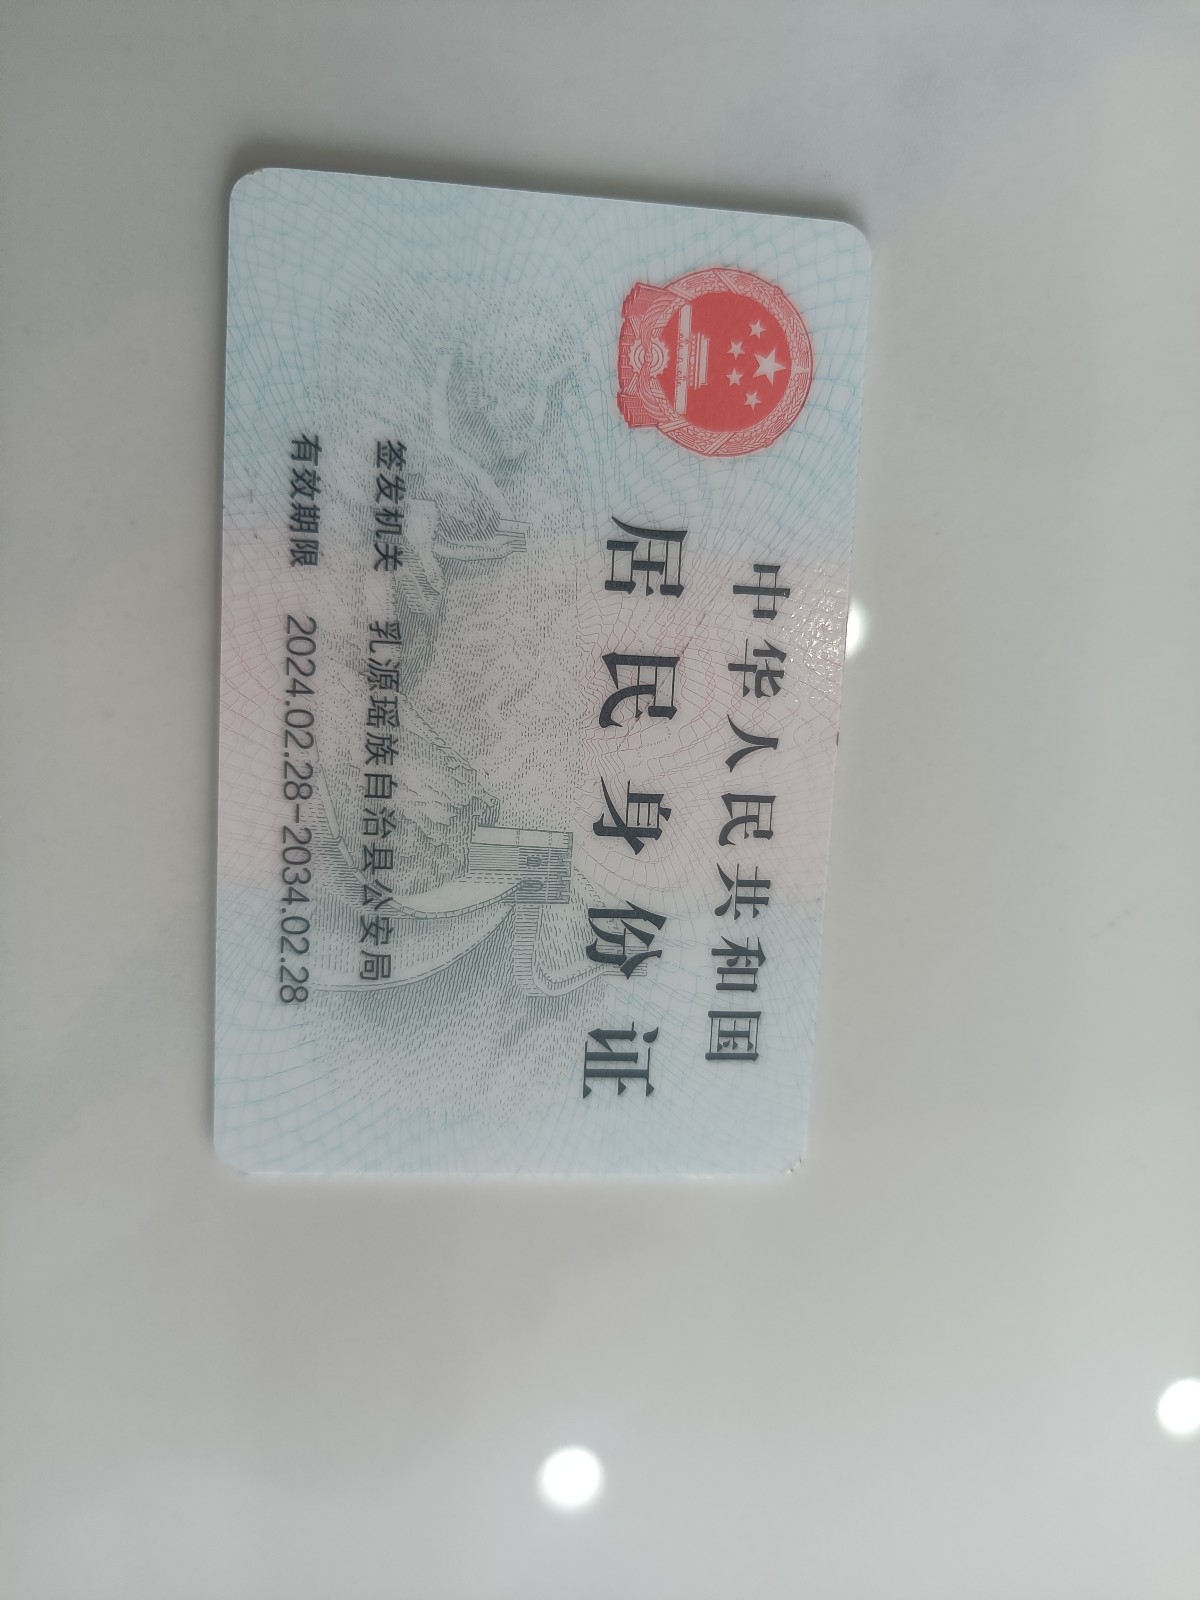 中华人民共和国
居民身份证
签发机关 乳源瑶族自治县公安局
有效期限 2024.02.28-2034.02.28